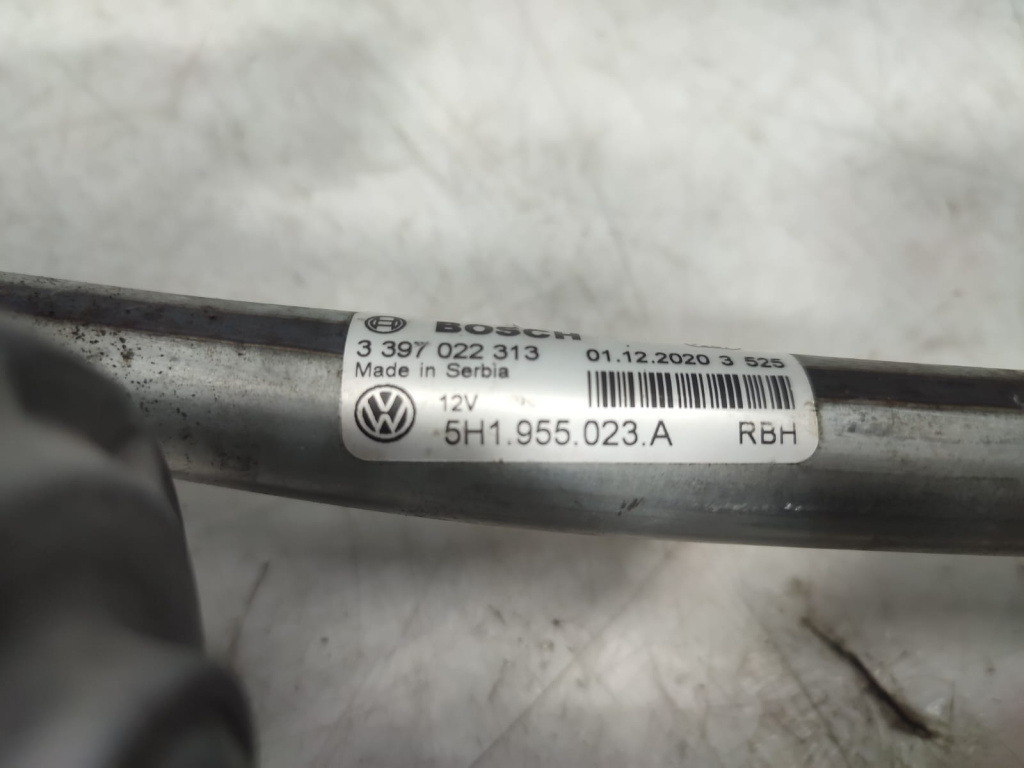 BOSCH
3 397 022 313 01.12.2020 3 525
Made in Serbia
12V
5H1.955.023.A RBH